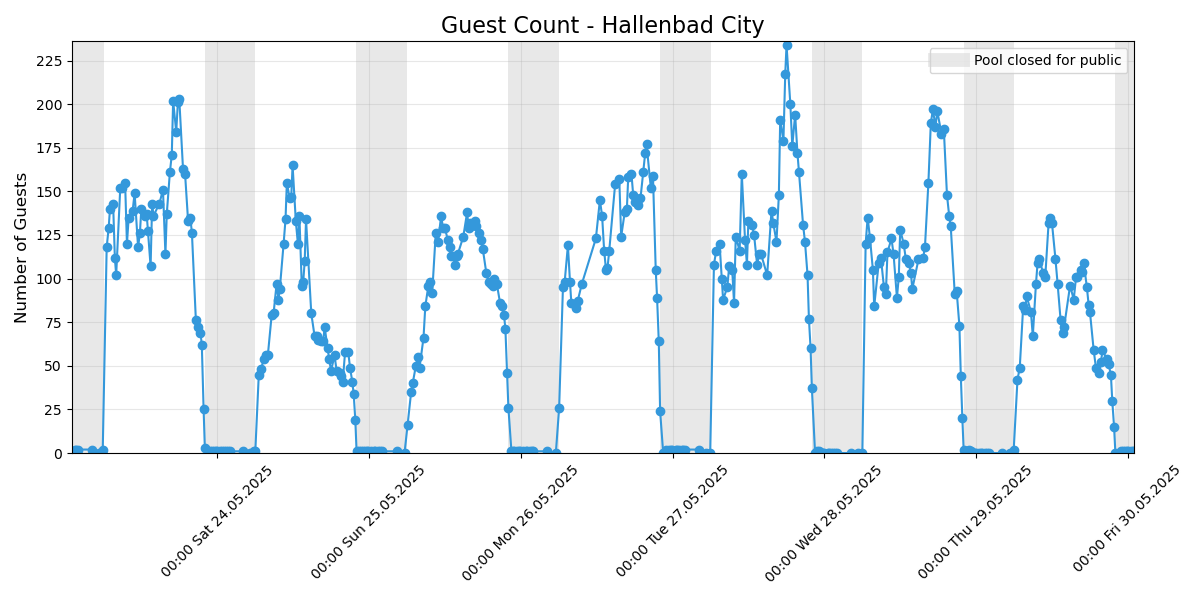 Guest Count - Hallenbad City
Pool closed for public
Number of Guests
225
200
175
150
125
100
75
50
25
0
00:00 Sat 24.05.2025
00:00 Sun 25.05.2025
00:00 Mon 26.05.2025
00:00 Tue 27.05.2025
00:00 Wed 28.05.2025
00:00 Thu 29.05.2025
00:00 Fri 30.05.2025